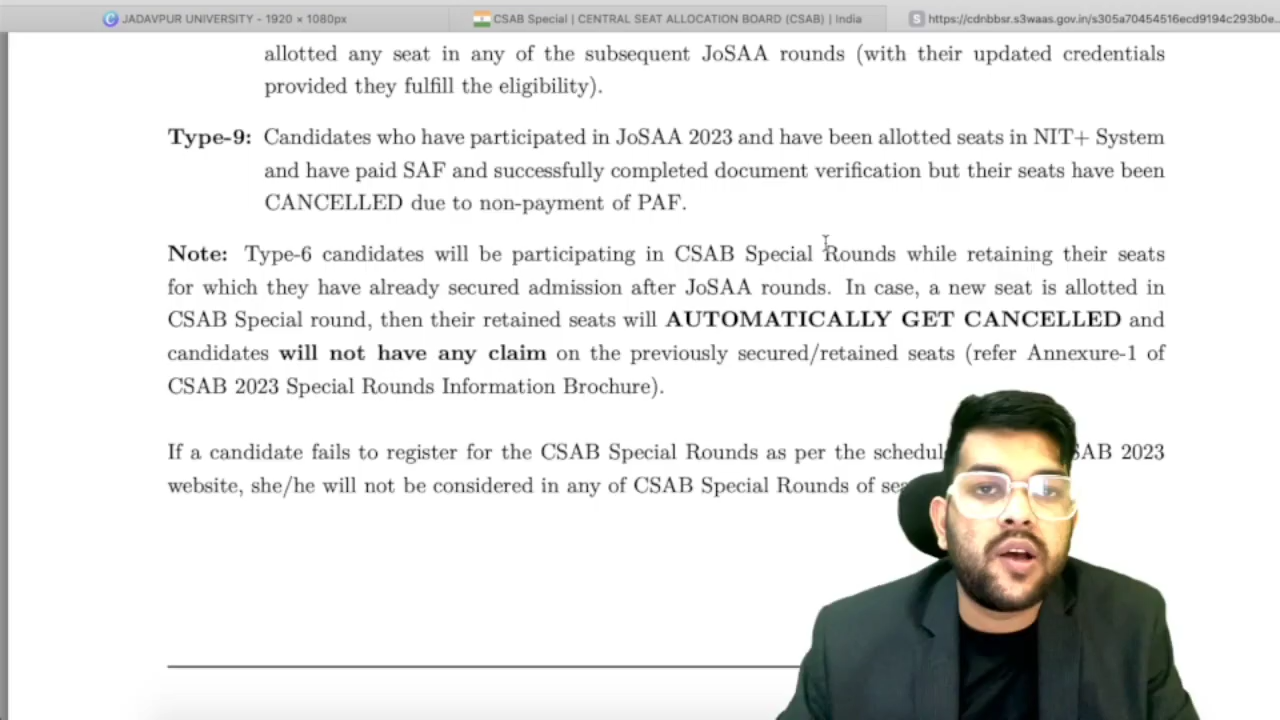 JADAVPUR UNIVERSITY - 1920 × 1080px
CSAB Special | CENTRAL SEAT ALLOCATION BOARD (CSAB) | India
S https://cdnbbsr.s3waas.gov.in/s305a70454516ecd9194c293b0e...
allotted any seat in any of the subsequent JoSAA rounds (with their updated credentials
provided they fulfill the eligibility).
Type-9: Candidates who have participated in JoSAA 2023 and have been allotted seats in NIT+ System
and have paid SAF and successfully completed document verification but their seats have been
CANCELLED due to non-payment of PAF.
Note: Type-6 candidates will be participating in CSAB Special Rounds while retaining their seats
for which they have already secured admission after JoSAA rounds. In case, a new seat is allotted in
CSAB Special round, then their retained seats will AUTOMATICALLY GET CANCELLED and
candidates will not have any claim on the previously secured/retained seats (refer Annexure-1 of
CSAB 2023 Special Rounds Information Brochure).
If a candidate fails to register for the CSAB Special Rounds as per the schedul SAB 2023
website, she/he will not be considered in any of CSAB Special Rounds of